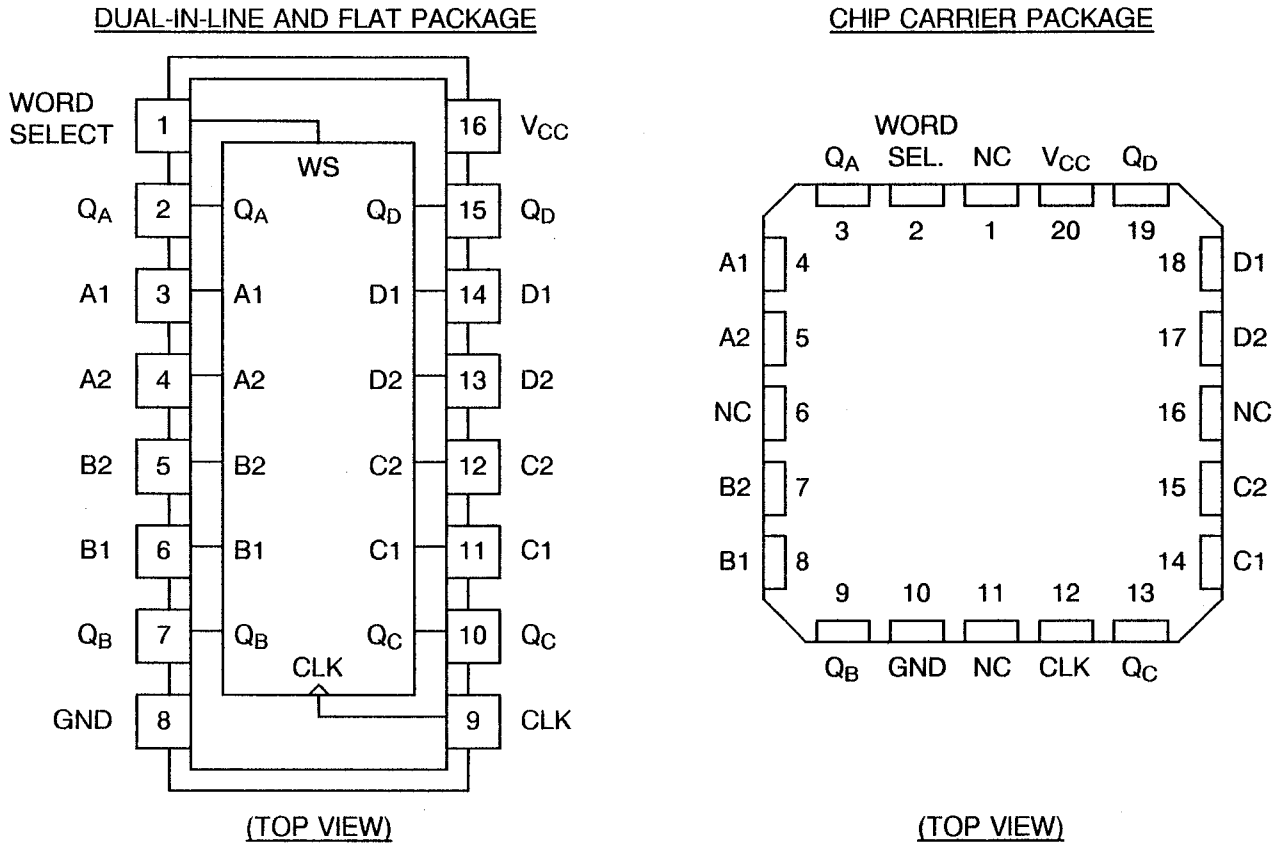 DUAL-IN-LINE AND FLAT PACKAGE
WORD
SELECT
1
16
VCC
WS
QA
2
QA
QD
15
QD
A1
3
A1
D1
14
D1
A2
4
A2
D2
13
D2
B2
5
B2
C2
12
C2
B1
6
B1
C1
11
C1
QB
7
QB
QC
10
QC
CLK
GND
8
9
CLK
(TOP VIEW)
CHIP CARRIER PACKAGE
WORD
QA SEL. NC VCC QD
3 2 1 20 19
A1 4 18 D1
A2 5 17 D2
NC 6 16 NC
B2 7 15 C2
B1 8 14 C1
9 10 11 12 13
QB GND NC CLK QC
(TOP VIEW)